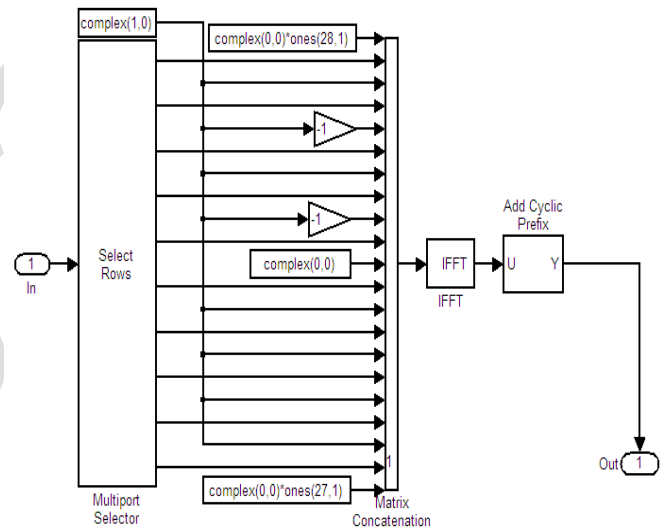 complex(1,0)
complex(0,0)*ones(28,1)
-1
-1
Add Cyclic
Prefix
1
In
Select
Rows
complex(0,0)
IFFT
IFFT
U
Y
1
complex(0,0)*ones(27,1)
Out
1
Multiport
Selector
Matrix
Concatenation